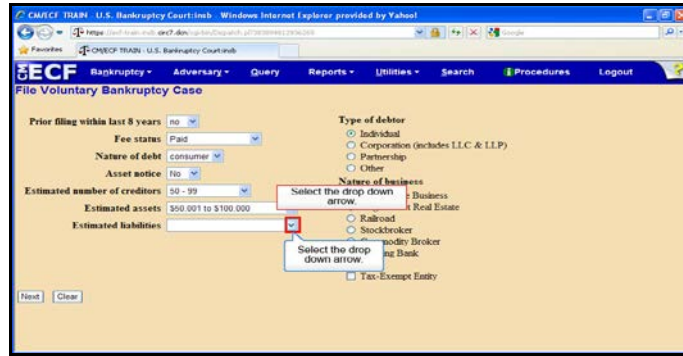 CM/ECF TRAIN - U.S. Bankruptcy Court:innb - Windows Internet Explorer provided by Yahoo!
Google
Favorites CM/ECF TRAIN - U.S. Bankruptcy Court:innb
ECF Bankruptcy Adversary Query Reports Utilities Search Procedures Logout ?
File Voluntary Bankruptcy Case
Prior filing within last 8 years no
Fee status Paid
Nature of debt consumer
Asset notice No
Estimated number of creditors 50 - 99
Estimated assets $50,001 to $100,000
Estimated liabilities
Type of debtor
Individual
Corporation (includes LLC & LLP)
Partnership
Other
Nature of business
Business
Real Estate
Railroad
Stockbroker
Broker
Bank
Tax-Exempt Entity
Select the drop down
arrow.
Select the drop
down arrow.
Next Clear